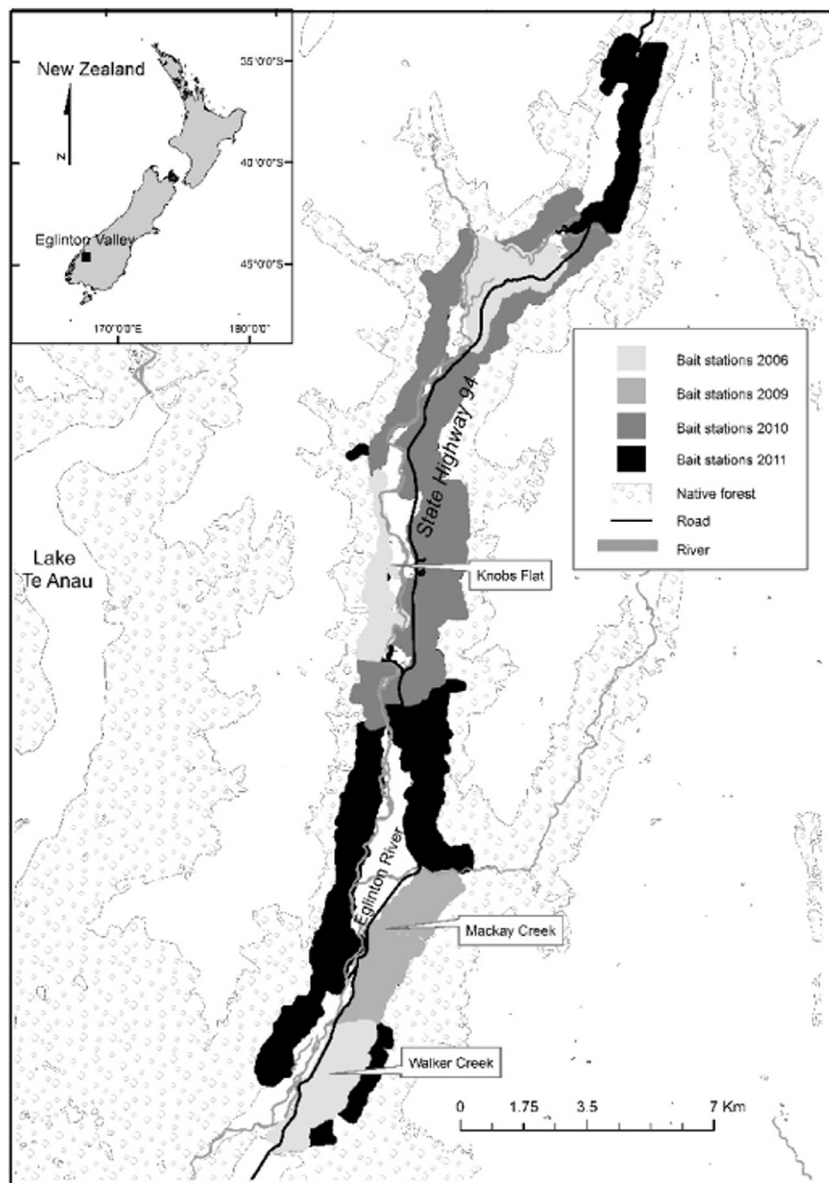 New Zealand
N
Eglinton Valley
35°0'0"S
40°0'0"S
45°0'0"S
170°0'0"E
180°0'0"E
Bait stations 2006
Bait stations 2009
Bait stations 2010
Bait stations 2011
Native forest
Road
River
State Highway 94
Lake
Te Anau
Knobs Flat
Eglinton River
Mackay Creek
Walker Creek
0 1.75 3.5 7 Km